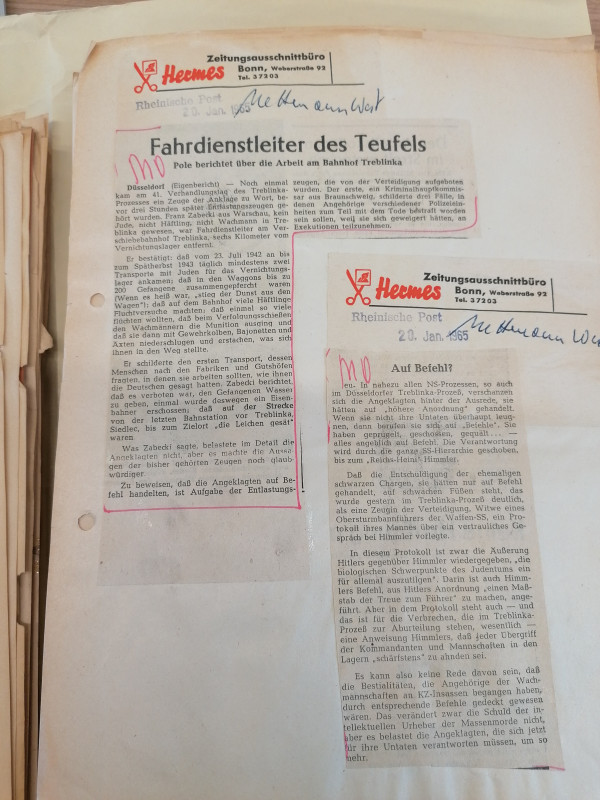 Zeitungsausschnittbüro
Hermes
Bonn, Weberstraße 92
Tel. 37203
Rheinische Post
20. Jan. 1965
Mettmann West
Fahrdienstleiter des Teufels
Pole berichtet über die Arbeit am Bahnhof Treblinka
Düsseldorf (Eigenbericht) — Noch einmal
kam am 41. Verhandlungstag des Treblinka-
Prozesses ein Zeuge der Anklage zu Wort, be-
vor drei Stunden später Entlastungszeugen ge-
hört wurden. Franz Zabecki aus Warschau, kein
Jude, nicht Häftling, nicht Wachmann in Tre-
blinka gewesen, war Fahrdienstleiter am Ver-
schiebebahnhof Treblinka, sechs Kilometer vom
Vernichtungslager entfernt.
Er bestätigt: daß vom 23. Juli 1942 an bis
zum Spätherbst 1943 täglich mindestens zwei
Transporte mit Juden für das Vernichtungs-
lager ankamen; daß in den Waggons bis zu
200 Gefangene zusammengepfercht waren
(Wenn es heiß war, „stieg der Dunst aus den
Wagen“); daß auf dem Bahnhof viele Häftlinge
Fluchtversuche machten; daß einmal so viele
flüchten wollten, daß beim Verfolgungsschießen
den Wachmännern die Munition ausging und
daß sie dann mit Gewehrkolben, Bajonetten und
Äxten niederschlugen und erstachen, was sich
ihnen in den Weg stellte.
Er schilderte den ersten Transport, dessen
Menschen nach den Fabriken und Gutshöfen
fragten, in denen sie arbeiten sollten, wie ihnen
die Deutschen gesagt hatten. Zabecki berichtet,
daß es verboten war, den Gefangenen Wasser
zu geben, einmal wurde deswegen ein Eisen-
bahner erschossen; daß auf der Strecke
von der letzten Bahnstation vor Treblinka,
Siedlec, bis zum Zielort „die Leichen gesät“
waren.
Was Zabecki sagte, belastete im Detail die
Angeklagten nicht, aber es machte die Aussa-
gen der bisher gehörten Zeugen noch glaub-
würdiger.
Zu beweisen, daß die Angeklagten auf Be-
fehl handelten, ist Aufgabe der Entlastungs-
zeugen, die von der Verteidigung aufgeboten
wurden. Der erste, ein Kriminalhauptkommis-
sar aus Braunschweig, schilderte drei Fälle, in
denen Angehörige verschiedener Polizeiein-
heiten zum Teil mit dem Tode bestraft worden
sein sollen, weil sie sich geweigert hätten, an
Exekutionen teilzunehmen.
Zeitungsausschnittbüro
Hermes
Bonn, Weberstraße 92
Tel. 37203
Rheinische Post
20. Jan. 1965
Mettmann West
Auf Befehl?
leu. In nahezu allen NS-Prozessen, so auch
im Düsseldorfer Treblinka-Prozeß, verschanzen
sich die Angeklagten hinter der Ausrede, sie
hätten auf „höhere Anordnung“ gehandelt.
Wenn sie nicht ihre Untaten überhaupt leug-
nen, dann berufen sie sich auf „Befehle“. Sie
haben geprügelt, geschossen, gequält... —
alles angeblich auf Befehl. Die Verantwortung
wird durch die ganze SS-Hierarchie geschoben,
bis zum „Reichs-Heini“ Himmler.
Daß die Entschuldigung der ehemaligen
schwarzen Chargen, sie hätten nur auf Befehl
gehandelt, auf schwachen Füßen steht, das
wurde gestern im Treblinka-Prozeß deutlich,
als eine Zeugin der Verteidigung, Witwe eines
Obersturmbannführers der Waffen-SS, ein Pro-
tokoll ihres Mannes über ein vertrauliches Ge-
spräch bei Himmler vorlegte.
In diesem Protokoll ist zwar die Äußerung
Hitlers gegenüber Himmler wiedergegeben, „die
biologischen Schwerpunkte des Judentums ein
für allemal auszutilgen“. Darin ist auch Himm-
lers Befehl, aus Hitlers Anordnung „einen Maß-
stab der Treue zum Führer“ zu machen, ange-
führt. Aber in dem Protokoll steht auch — und
das ist für die Verbrechen, die im Treblinka-
Prozeß zur Aburteilung stehen, wesentlich —
eine Anweisung Himmlers, daß jeder Übergriff
der Kommandanten und Mannschaften in den
Lagern „schärfstens“ zu ahnden sei.
Es kann also keine Rede davon sein, daß
die Bestialitäten, die Angehörige der Wach-
mannschaften an KZ-Insassen begangen haben,
durch entsprechende Befehle gedeckt gewesen
wären. Das verändert zwar die Schuld der in-
tellektuellen Urheber der Massenmorde nicht,
aber es belastet die Angeklagten, die sich jetzt
für ihre Untaten verantworten müssen, um so
mehr.